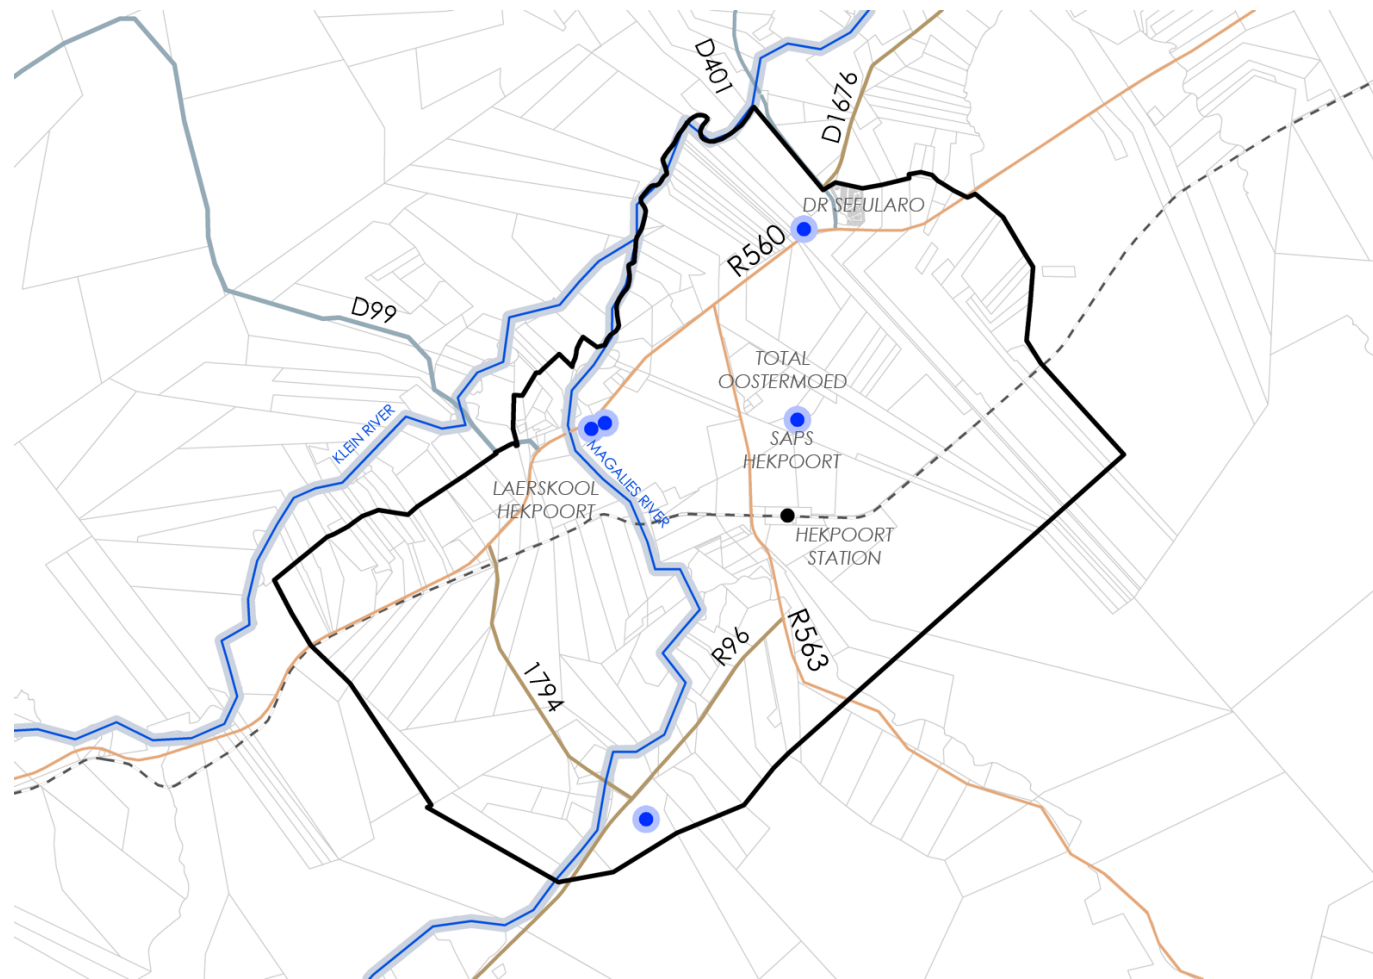 D401
D1676
DR SEFULARO
R560
D99
TOTAL
OOSTERMOED
KLEIN RIVER
SAPS
HEKPOORT
MAGALIES RIVER
LAERSKOOL
HEKPOORT
HEKPOORT
STATION
R563
R96
1794